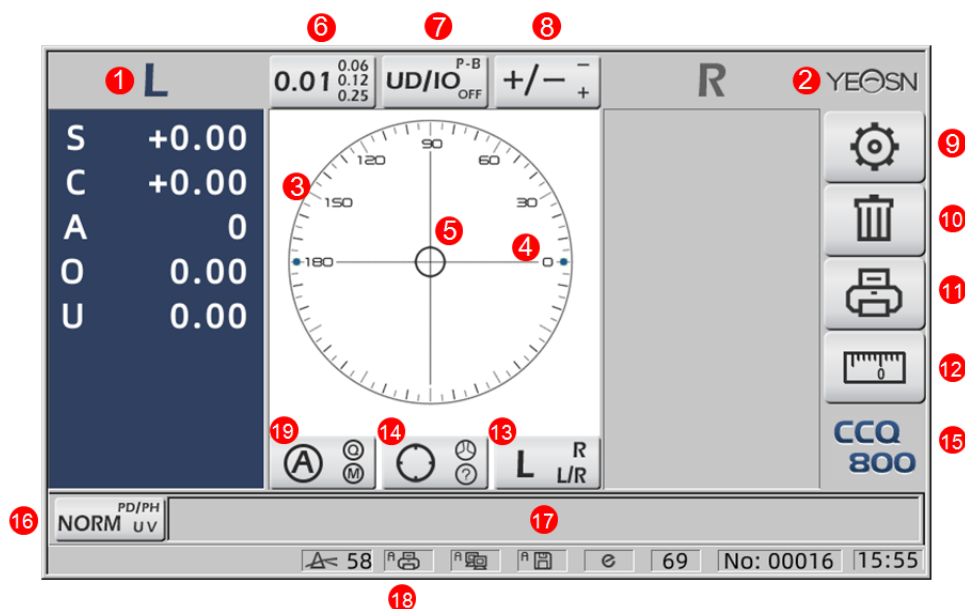 6 7 8
1 L
0.01 0.06 0.12 0.25
UD/IO P-B OFF
+/− − +
R
2 YEOSN
S +0.00
C +0.00
A 0
O 0.00
U 0.00
90
120 60
3 150 30
5
4
180 0
9
10
11
12 0
19 A Q M
14 ?
13 L R L/R
15 CCQ 800
16 NORM PD/PH UV
17
58 A A A e 69 No: 00016 15:55
18